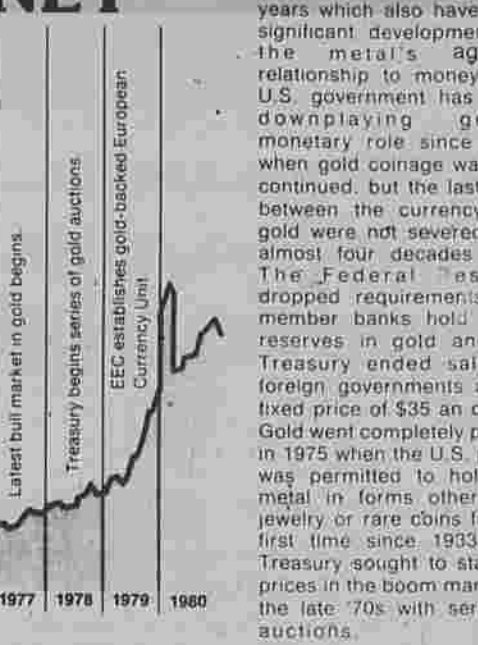 Latest bull market in gold begins.
Treasury begins series of gold auctions.
EEC establishes gold-backed European
Currency Unit.
1977 1978 1979 1980
years which also have
significant developmen
the metal's ag
relationship to money
U.S. government has
downplaying g
monetary role since
when gold coinage wa
continued, but the last
between the currency
gold were not severed
almost four decades
The Federal Res
dropped requirements
member banks hold
reserves in gold an
Treasury ended sal
foreign governments a
fixed price of $35 an o
Gold went completely p
in 1975 when the U.S.
was permitted to hol
metal in forms other
jewelry or rare coins f
first time since 1933
Treasury sought to sta
prices in the boom mar
the late '70s with ser
auctions.